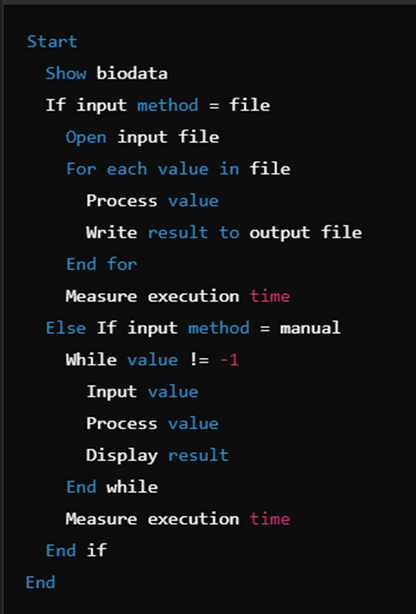 Start
Show biodata
If input method = file
Open input file
For each value in file
Process value
Write result to output file
End for
Measure execution time
Else If input method = manual
While value != -1
Input value
Process value
Display result
End while
Measure execution time
End if
End